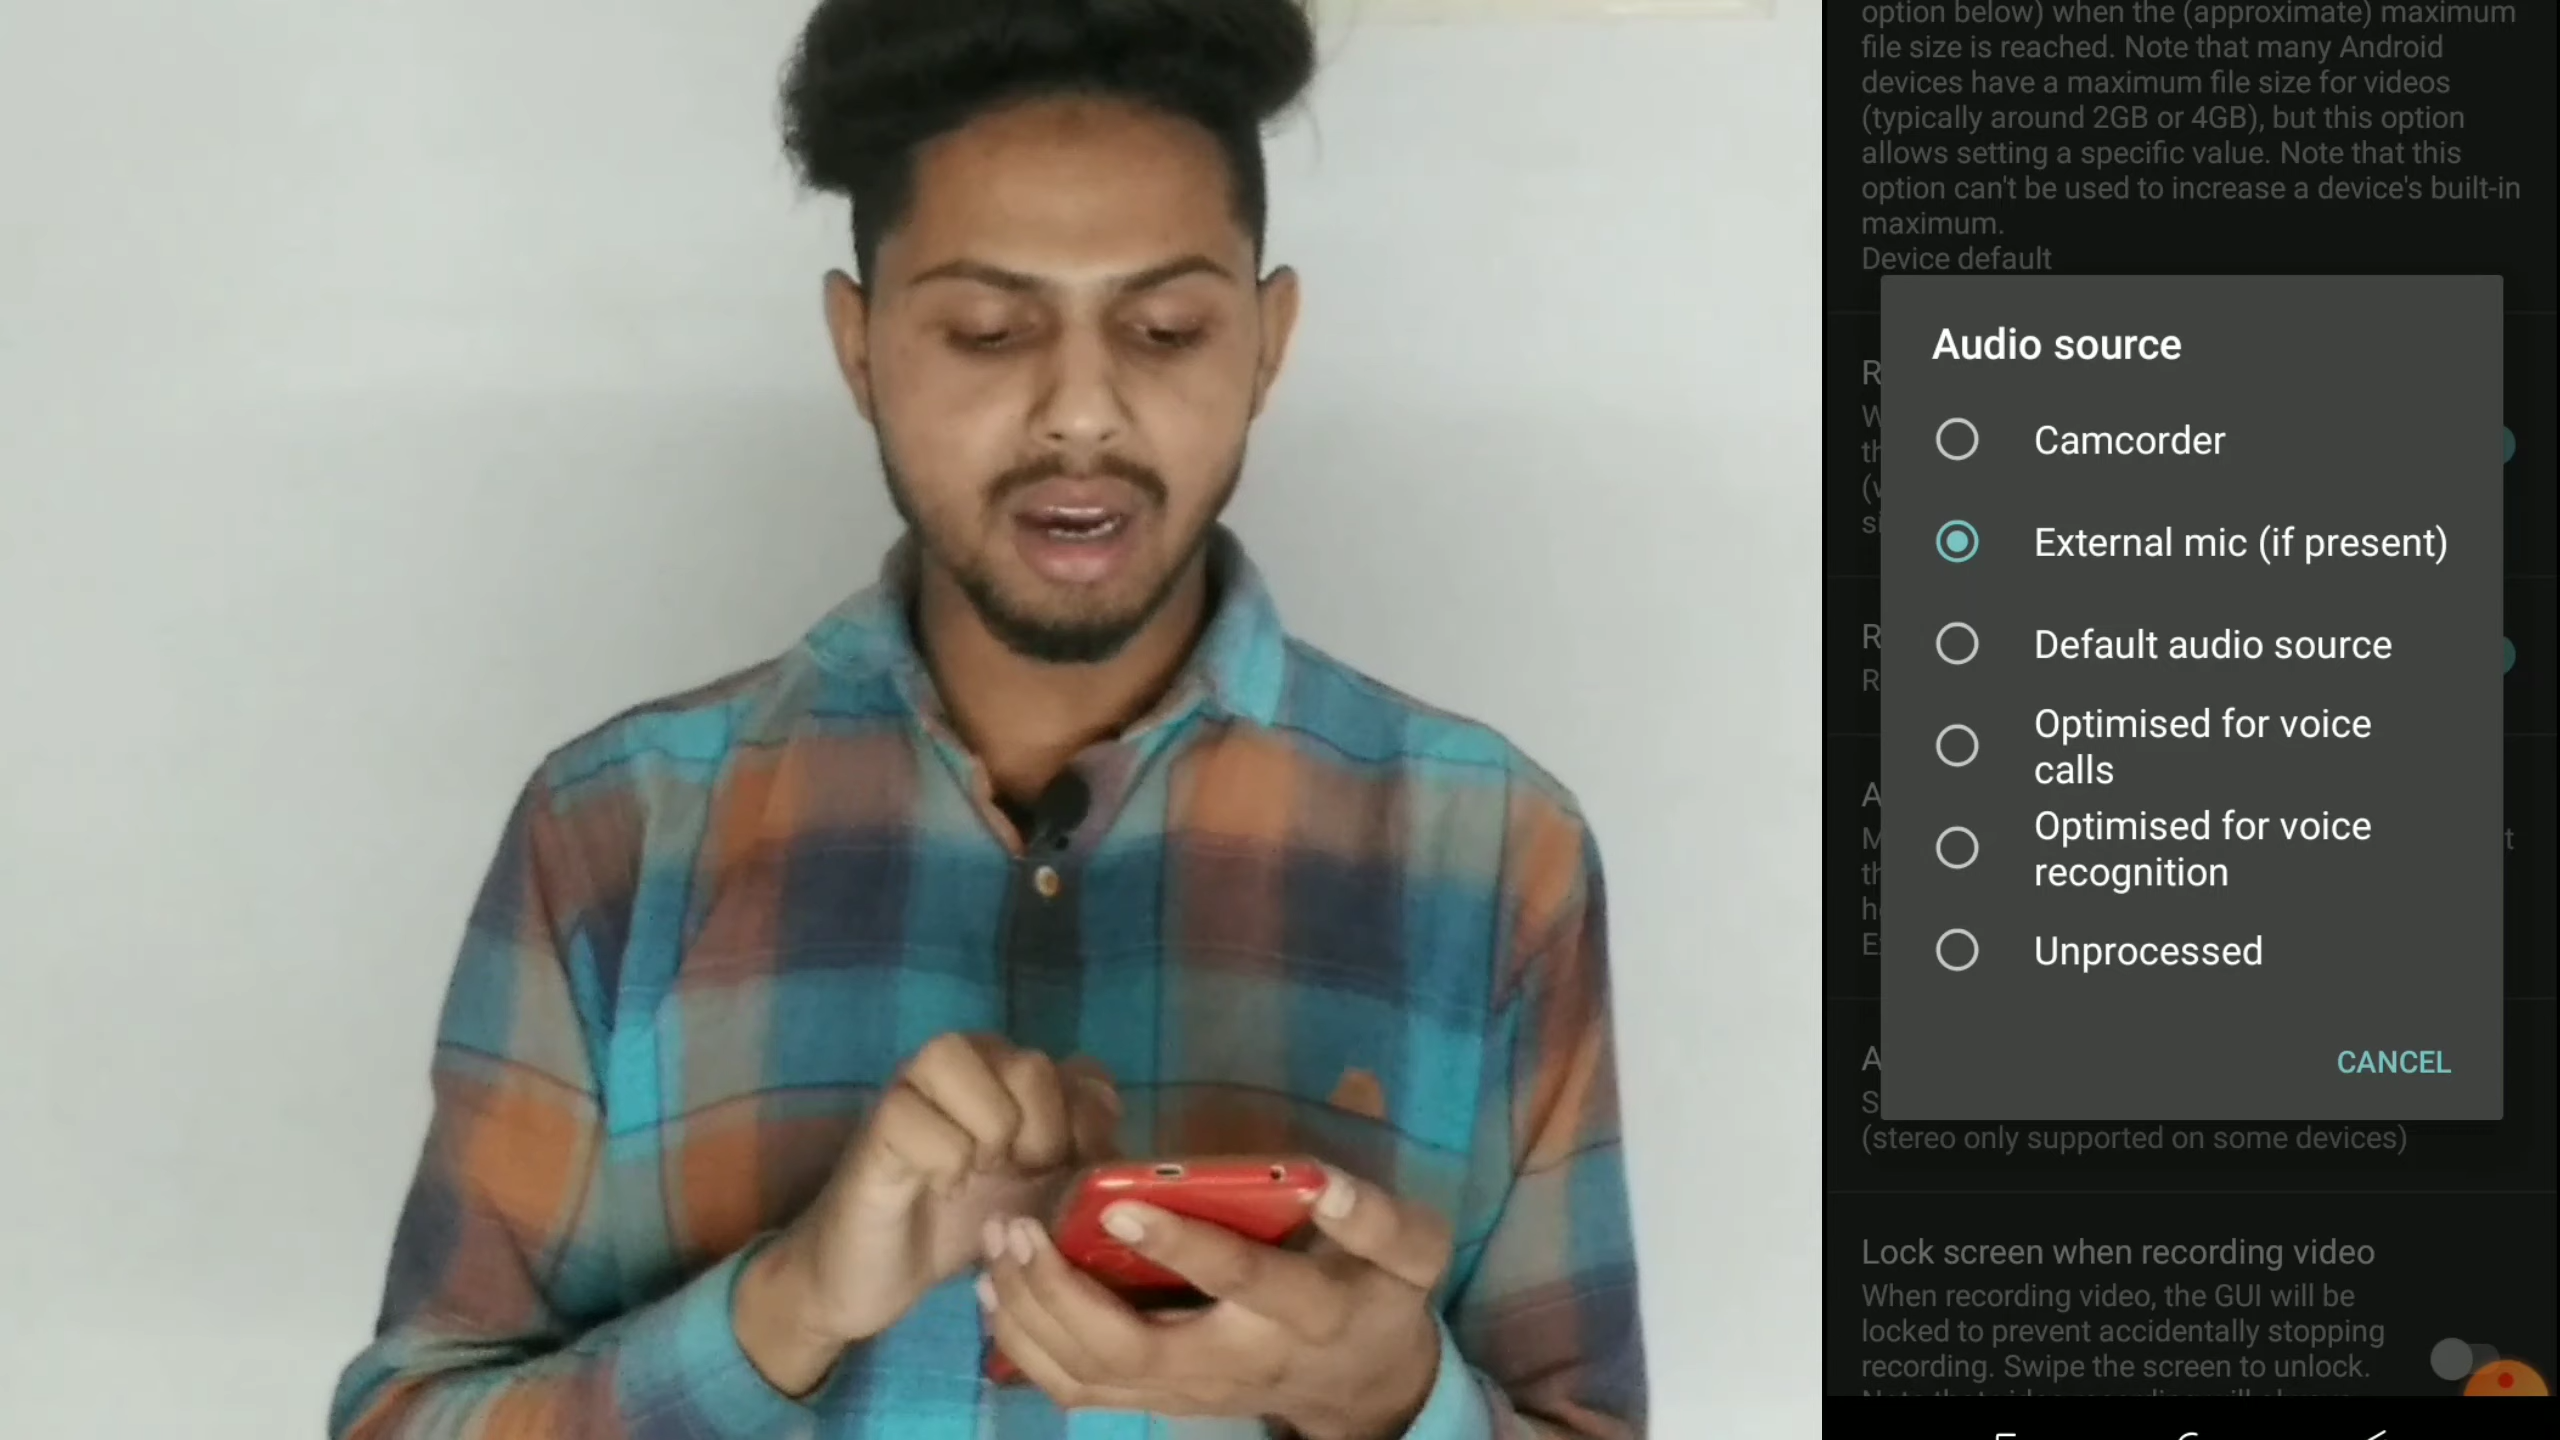 option below) when the (approximate) maximum
file size is reached. Note that many Android
devices have a maximum file size for videos
(typically around 2GB or 4GB), but this option
allows setting a specific value. Note that this
option can't be used to increase a device's built-in
maximum.
Device default
Audio source
Camcorder
External mic (if present)
Default audio source
Optimised for voice
calls
Optimised for voice
recognition
Unprocessed
CANCEL
(stereo only supported on some devices)
Lock screen when recording video
When recording video, the GUI will be
locked to prevent accidentally stopping
recording. Swipe the screen to unlock.